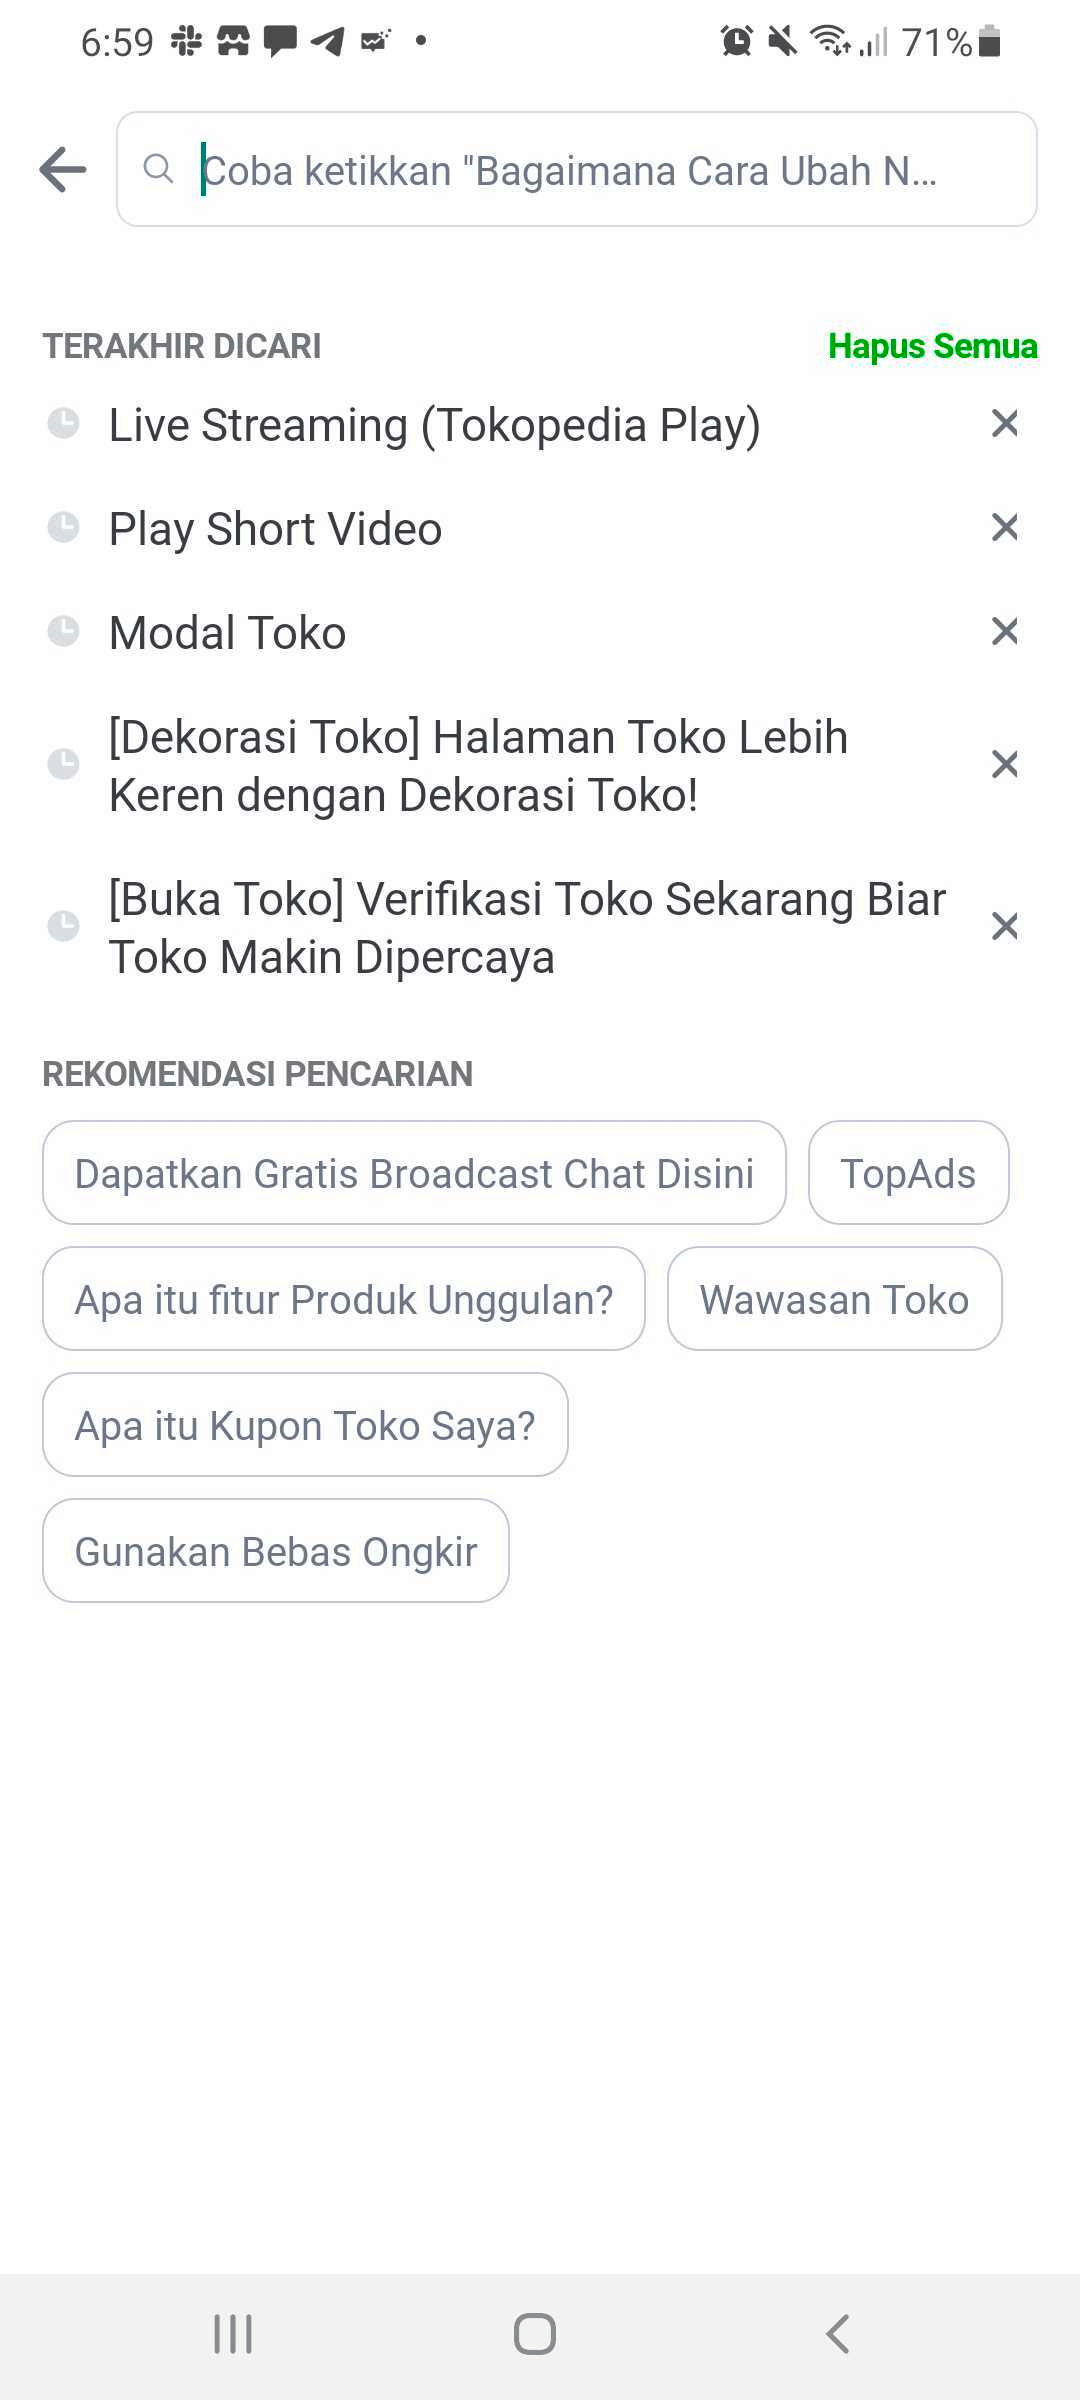 6:59
71%
Coba ketikkan "Bagaimana Cara Ubah N...
TERAKHIR DICARI
Hapus Semua
Live Streaming (Tokopedia Play)
Play Short Video
Modal Toko
[Dekorasi Toko] Halaman Toko Lebih
Keren dengan Dekorasi Toko!
[Buka Toko] Verifikasi Toko Sekarang Biar
Toko Makin Dipercaya
REKOMENDASI PENCARIAN
Dapatkan Gratis Broadcast Chat Disini
TopAds
Apa itu fitur Produk Unggulan?
Wawasan Toko
Apa itu Kupon Toko Saya?
Gunakan Bebas Ongkir